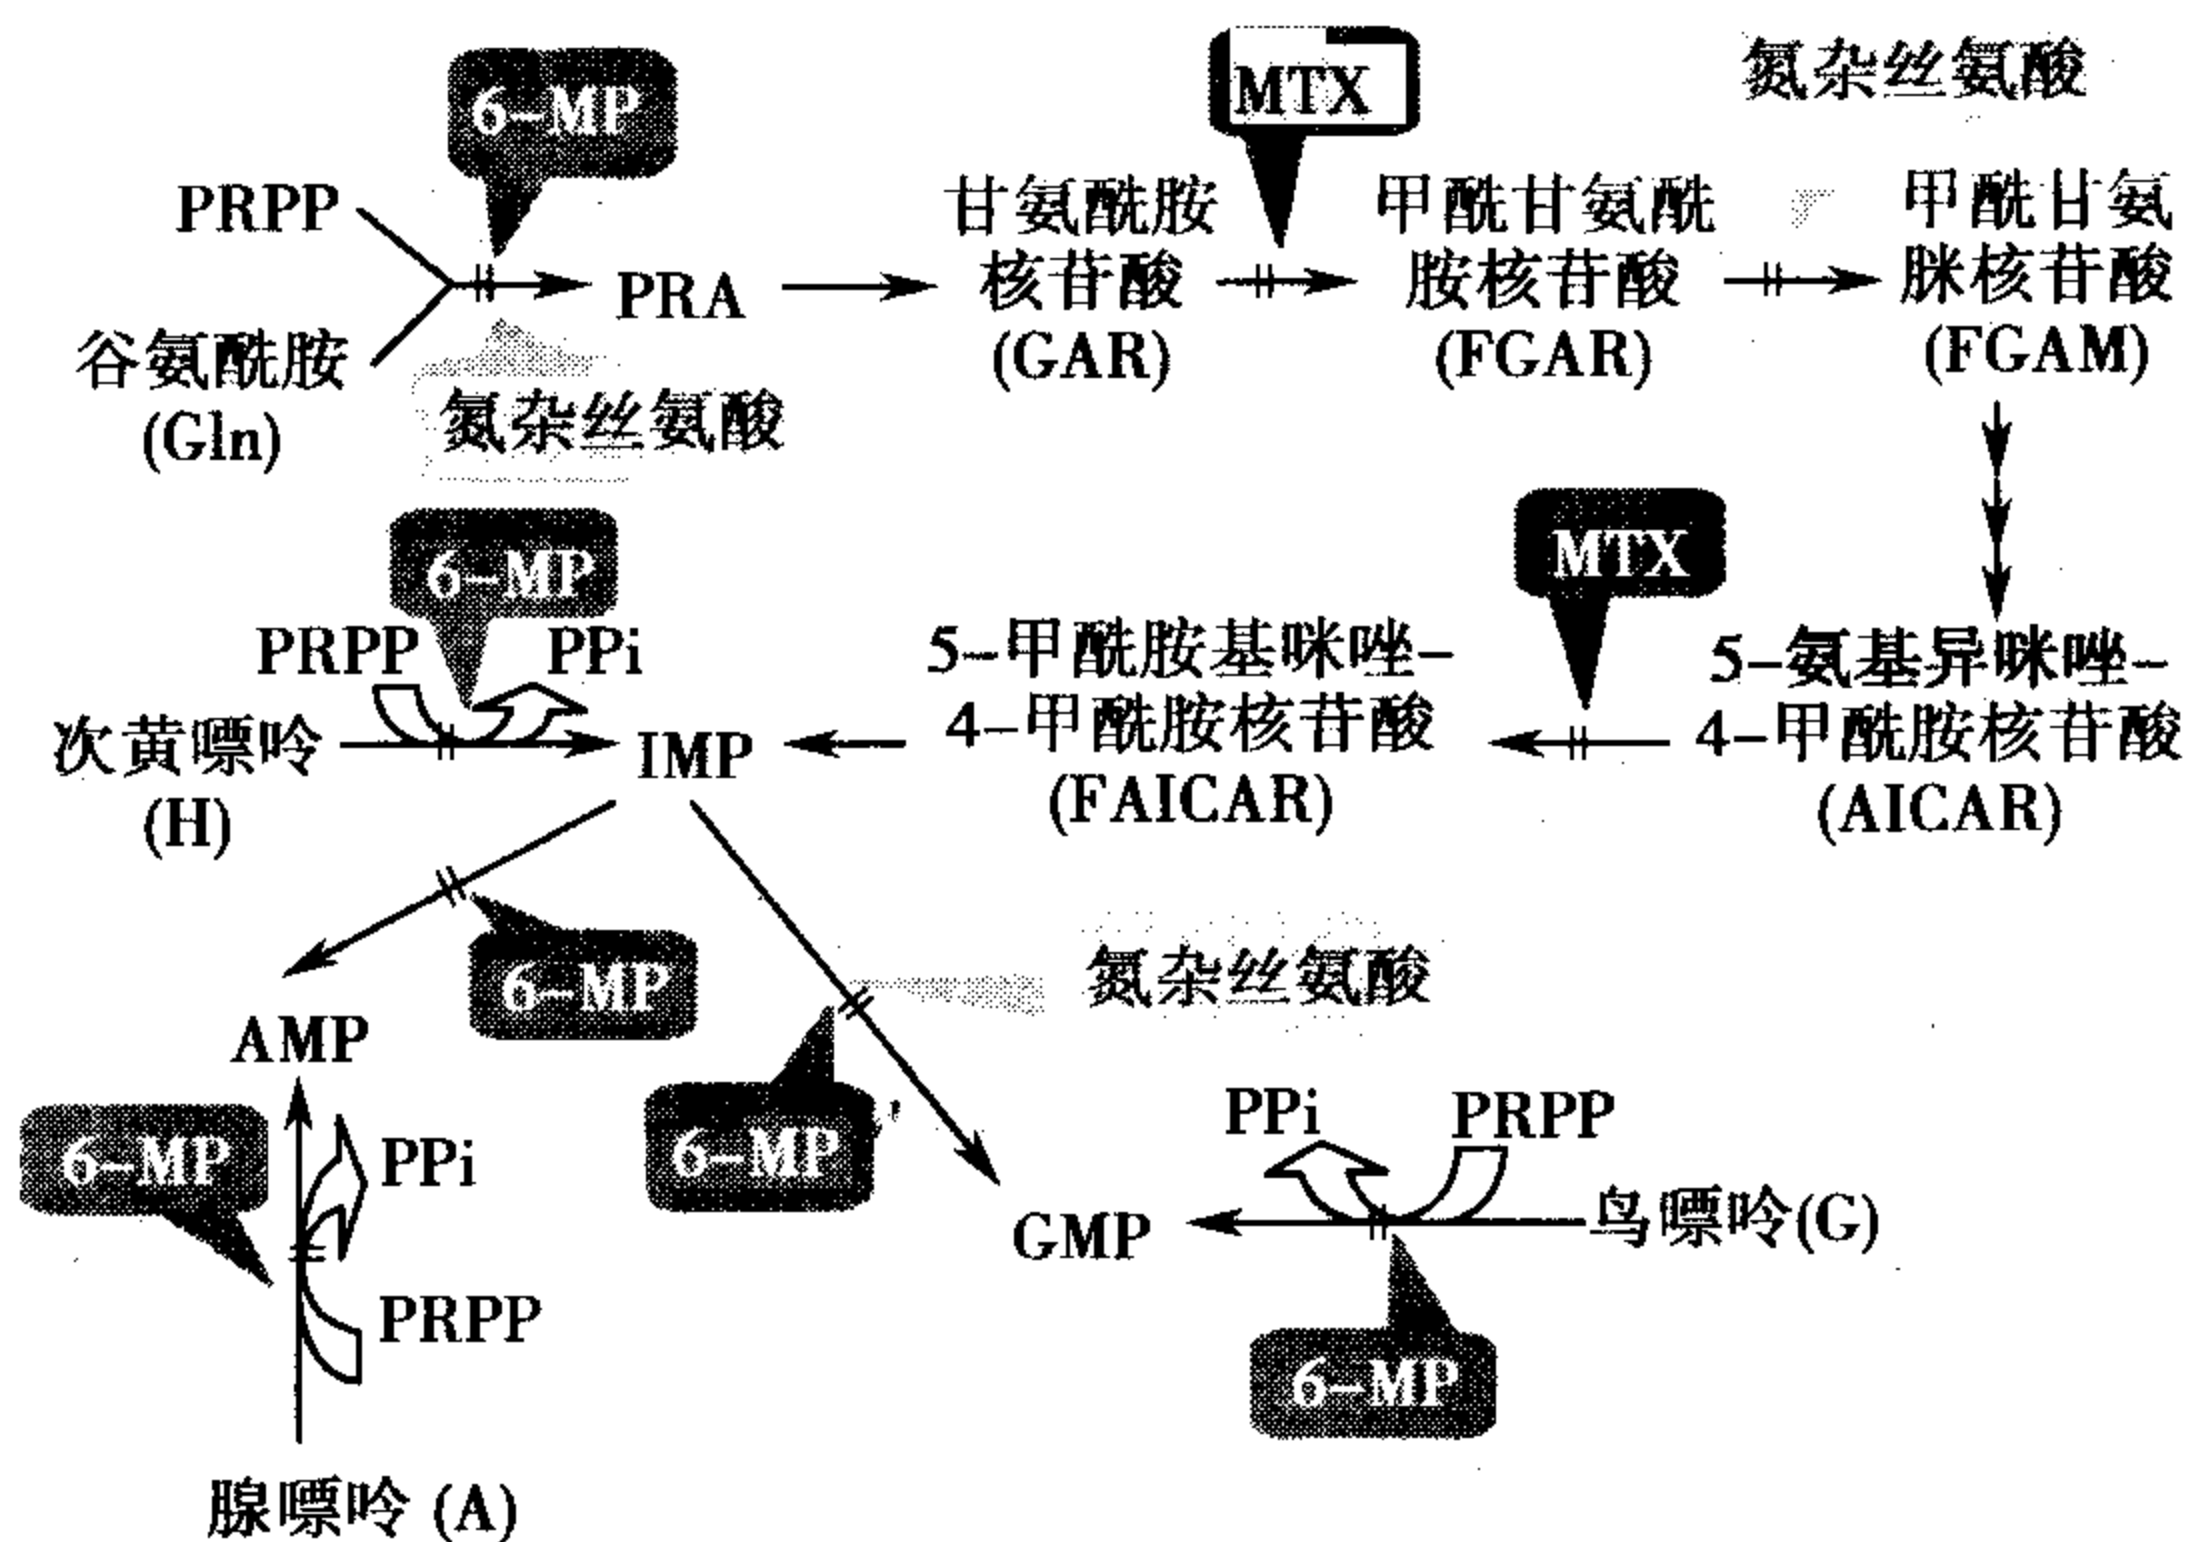 6-MP
MTX
氮杂丝氨酸
PRPP
谷氨酰胺
(Gln)
PRA
氮杂丝氨酸
甘氨酰胺
核苷酸
(GAR)
甲酰甘氨酰
胺核苷酸
(FGAR)
甲酰甘氨
脒核苷酸
(FGAM)
6-MP
MTX
PRPP
PPi
次黄嘌呤
(H)
IMP
5-甲酰胺基咪唑-
4-甲酰胺核苷酸
(FAICAR)
5-氨基异咪唑-
4-甲酰胺核苷酸
(AICAR)
6-MP
氮杂丝氨酸
AMP
6-MP
6-MP
PPi
PRPP
腺嘌呤 (A)
GMP
PPi
PRPP
鸟嘌呤(G)
6-MP